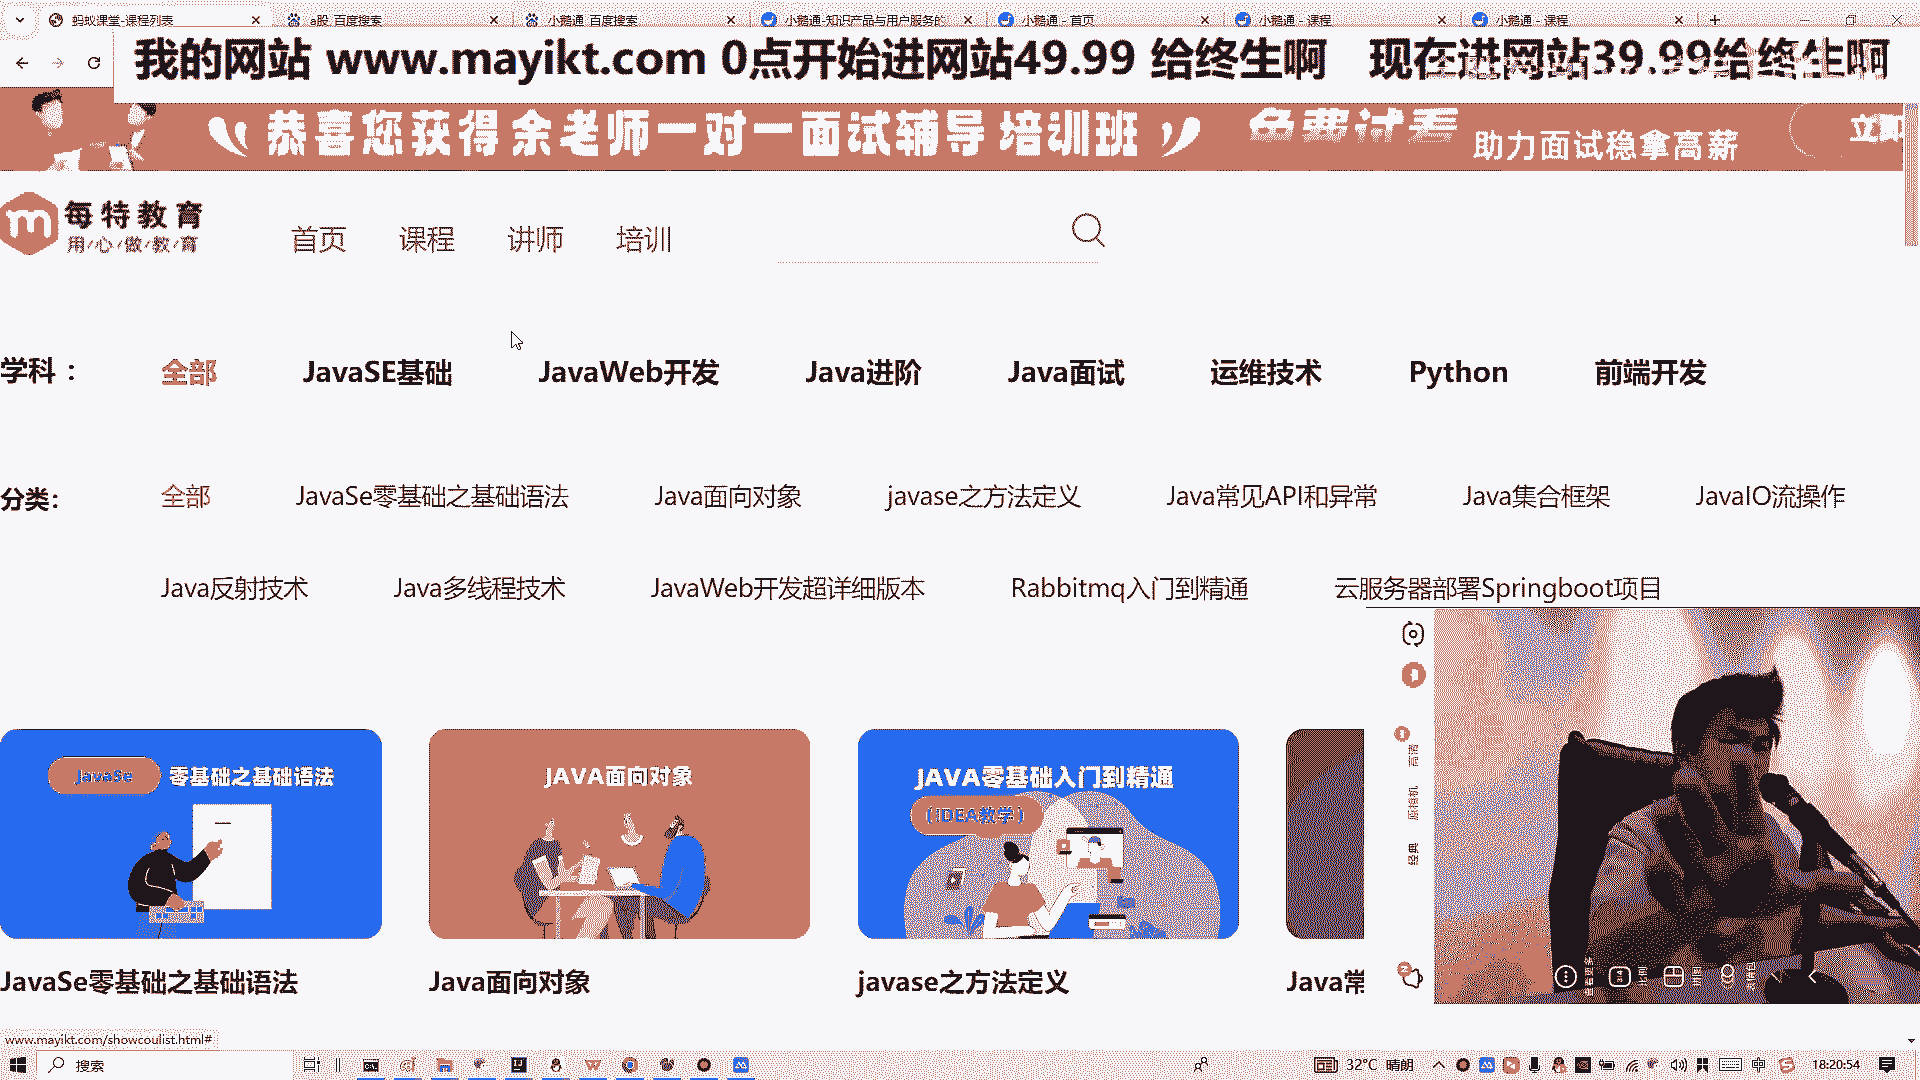 蚂蚁课堂-课程列表
a股_百度搜索
小鹅通_百度搜索
小鹅通-知识产品与用户服务的
小鹅通 - 首页
小鹅通 - 课程
小鹅通 - 课程
我的网站 www.mayikt.com 0点开始进网站49.99 给终生啊 现在进网站39.99给终生啊
恭喜您获得余老师一对一面试辅导 培训班 免费试看 助力面试稳拿高薪
每特教育
用/心/做/教/育
首页 课程 讲师 培训
学科： 全部 JavaSE基础 JavaWeb开发 Java进阶 Java面试 运维技术 Python 前端开发
分类: 全部 JavaSe零基础之基础语法 Java面向对象 javase之方法定义 Java常见API和异常 Java集合框架 JavaIO流操作
Java反射技术 Java多线程技术 JavaWeb开发超详细版本 Rabbitmq入门到精通 云服务器部署Springboot项目
JavaSe 零基础之基础语法
JAVA面向对象
JAVA零基础入门到精通
(IDEA教学)
高清
经典
JavaSe零基础之基础语法
Java面向对象
javase之方法定义
Java常
www.mayikt.com/showcoulist.html#
搜索
32°C 晴朗
中
18:20:54